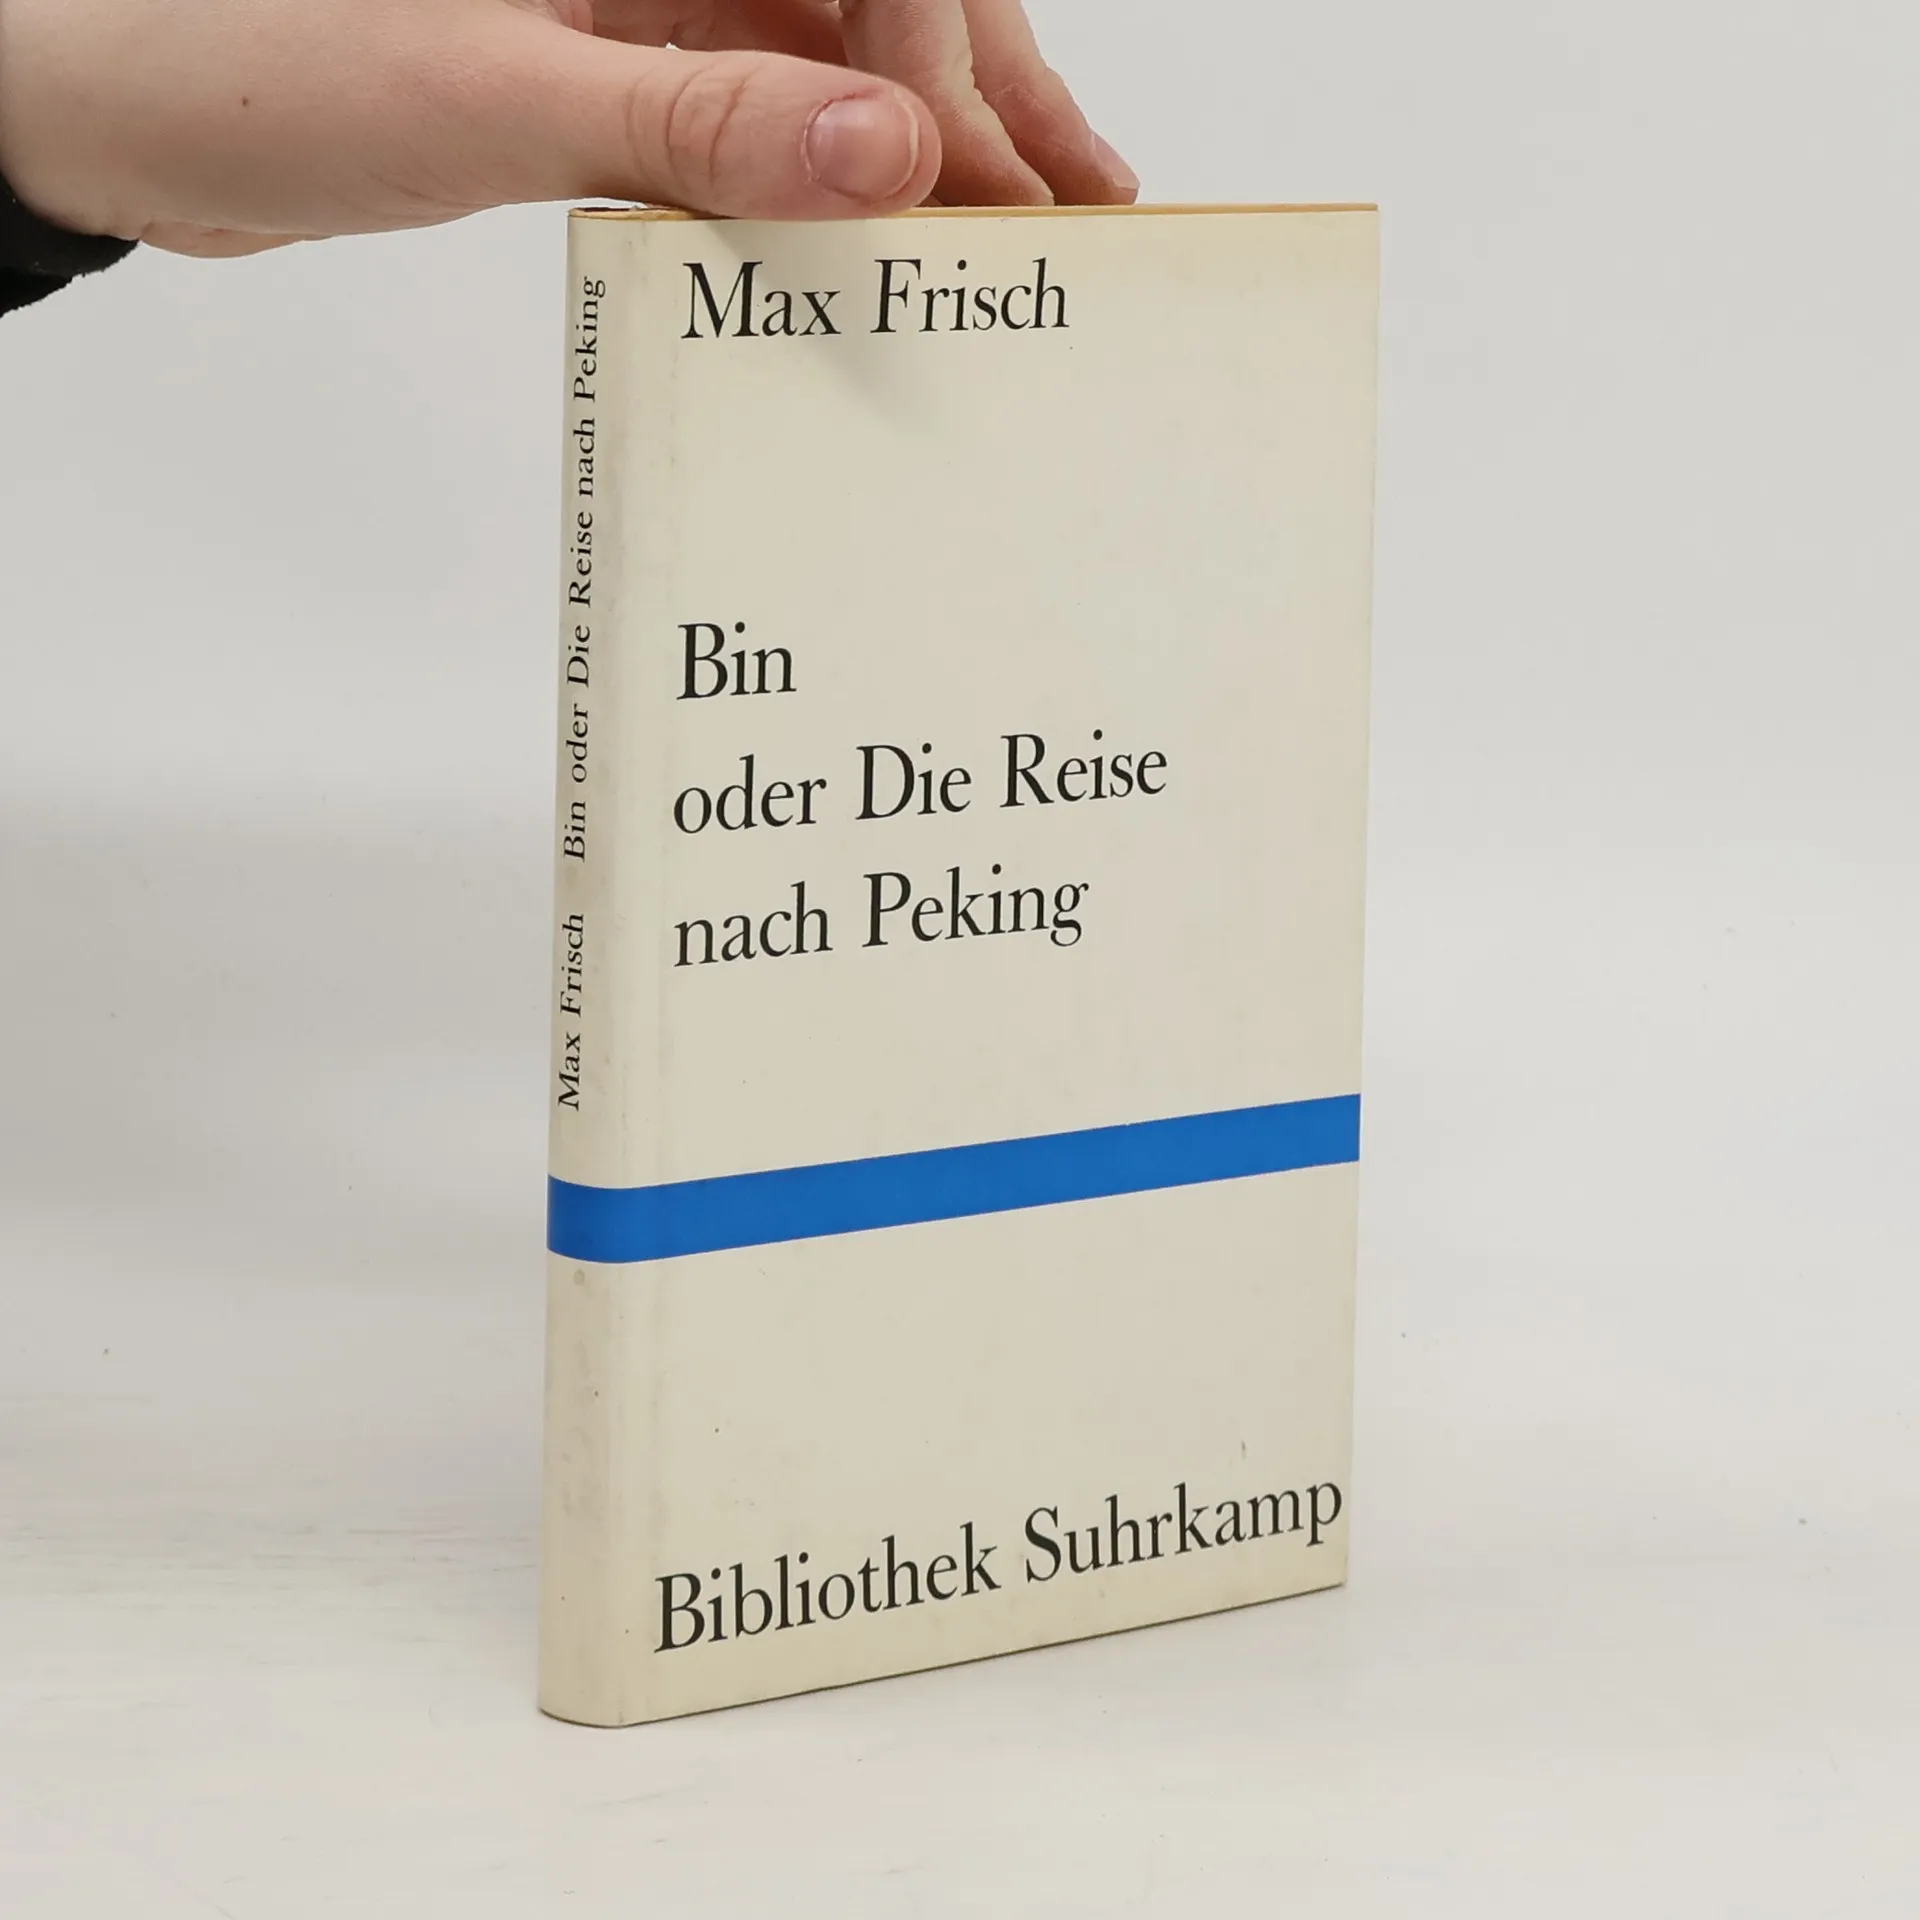 Max Frisch
Bin
oder Die Reise
nach Peking
Bibliothek Suhrkamp
Max Frisch Bin oder Die Reise nach Peking